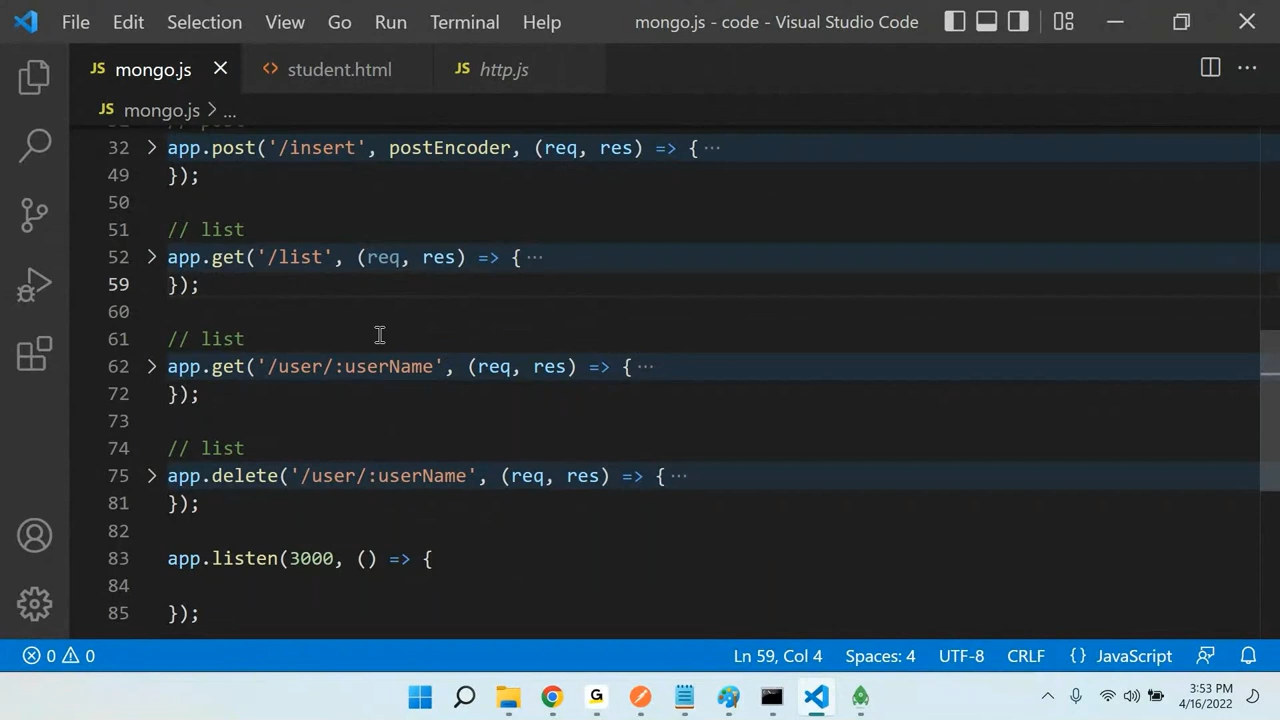 File Edit Selection View Go Run Terminal Help mongo.js - code - Visual Studio Code
JS mongo.js student.html JS http.js
JS mongo.js > ...
// post
32 app.post('/insert', postEncoder, (req, res) => {···
49 });
50
51 // list
52 app.get('/list', (req, res) => {···
59 });
60
61 // list
62 app.get('/user/:userName', (req, res) => {···
72 });
73
74 // list
75 app.delete('/user/:userName', (req, res) => {···
81 });
82
83 app.listen(3000, () => {
84
85 });
0 0 Ln 59, Col 4 Spaces: 4 UTF-8 CRLF {} JavaScript
G 3:53 PM
4/16/2022